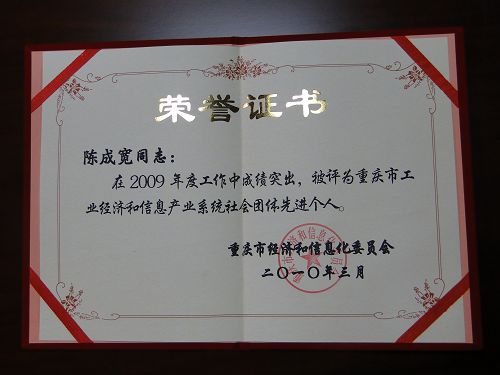 荣誉证书
陈成宽同志：
在2009年度工作中成绩突出，被评为重庆市工
业经济和信息产业系统社会团体先进个人。
重庆市经济和信息化委员会
二〇一〇年三月